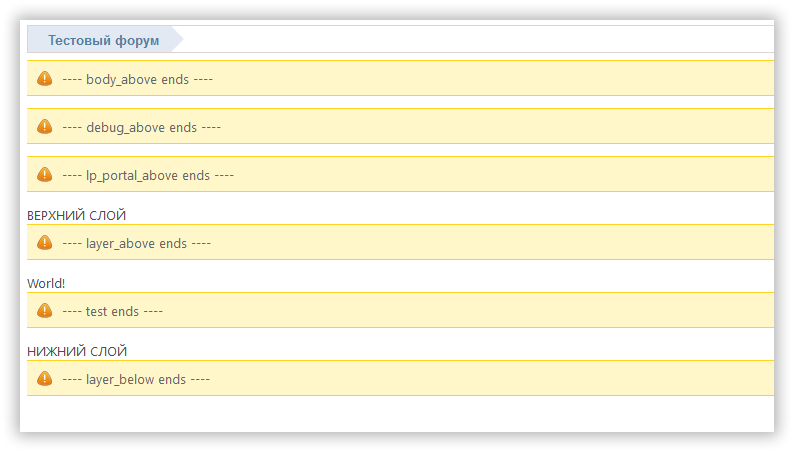 Тестовый форум
---- body_above ends ----
---- debug_above ends ----
---- lp_portal_above ends ----
ВЕРХНИЙ СЛОЙ
---- layer_above ends ----
World!
---- test ends ----
НИЖНИЙ СЛОЙ
---- layer_below ends ----